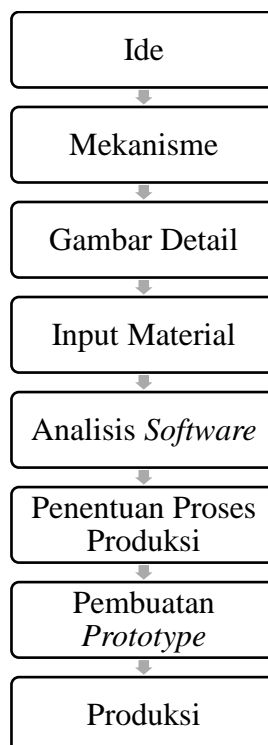 Ide
Mekanisme
Gambar Detail
Input Material
Analisis Software
Penentuan Proses
Produksi
Pembuatan
Prototype
Produksi